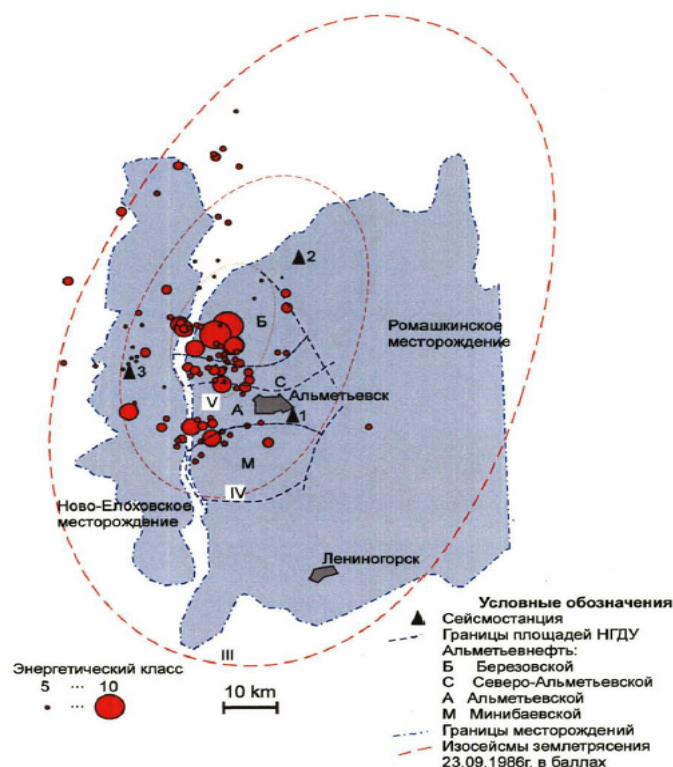 2
Б
Ромашкинское
месторождение
3
С
Альметьевск
V
А
1
М
IV
Ново-Елоховское
месторождение
Лениногорск
III
Энергетический класс
5 ... 10
10 km
Условные обозначения
Сейсмостанция
Границы площадей НГДУ
Альметьевнефть:
Б Березовской
С Северо-Альметьевской
А Альметьевской
М Минибаевской
Границы месторождений
Изосейсмы землетрясения
23.09.1986г. в баллах